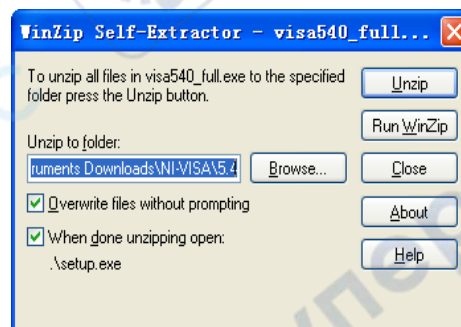 WinZip Self-Extractor - visa540_full...
To unzip all files in visa540_full.exe to the specified
folder press the Unzip button.
Unzip to folder:
ruments Downloads\NI-VISA\5.4
Browse...
Overwrite files without prompting
When done unzipping open:
.\setup.exe
Unzip
Run WinZip
Close
About
Help